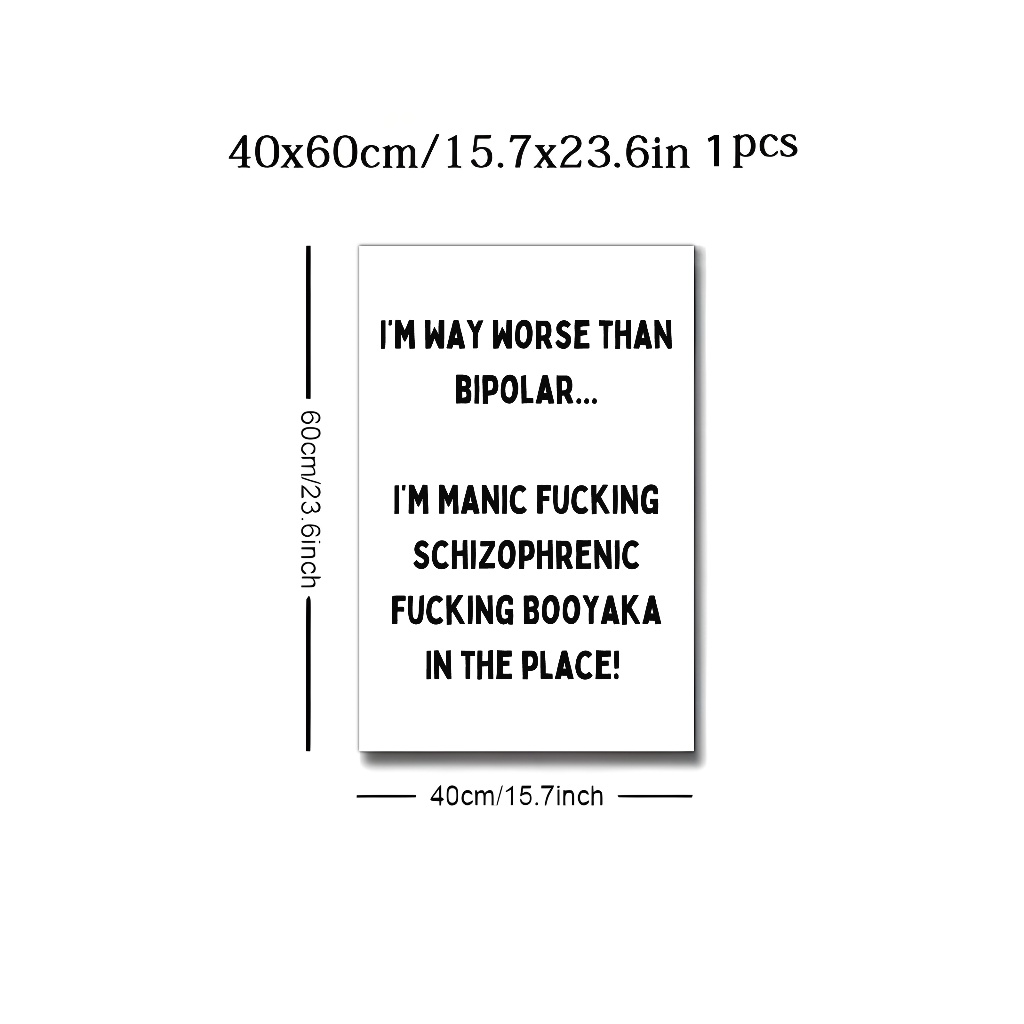 40x60cm/15.7x23.6in 1pcs
I'M WAY WORSE THAN
BIPOLAR...
I'M MANIC FUCKING
SCHIZOPHRENIC
FUCKING BOOYAKA
IN THE PLACE!
60cm/23.6inch
40cm/15.7inch